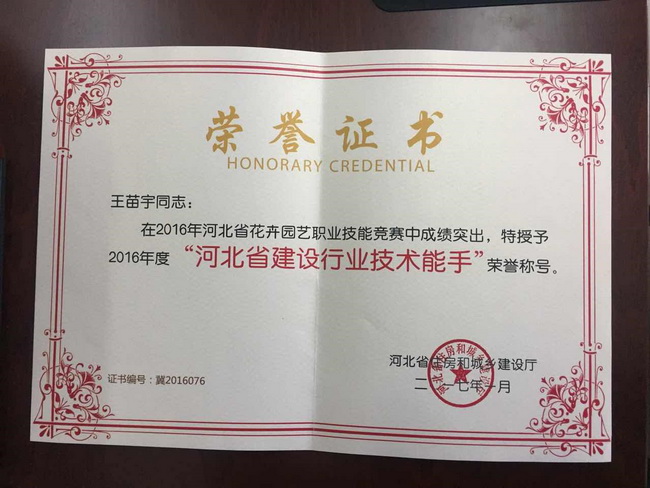 荣誉证书
HONORARY CREDENTIAL
王苗宇同志：
在2016年河北省花卉园艺职业技能竞赛中成绩突出，特授予
2016年度“河北省建设行业技术能手”荣誉称号。
河北省住房和城乡建设厅
证书编号：冀2016076
二〇一七年一月